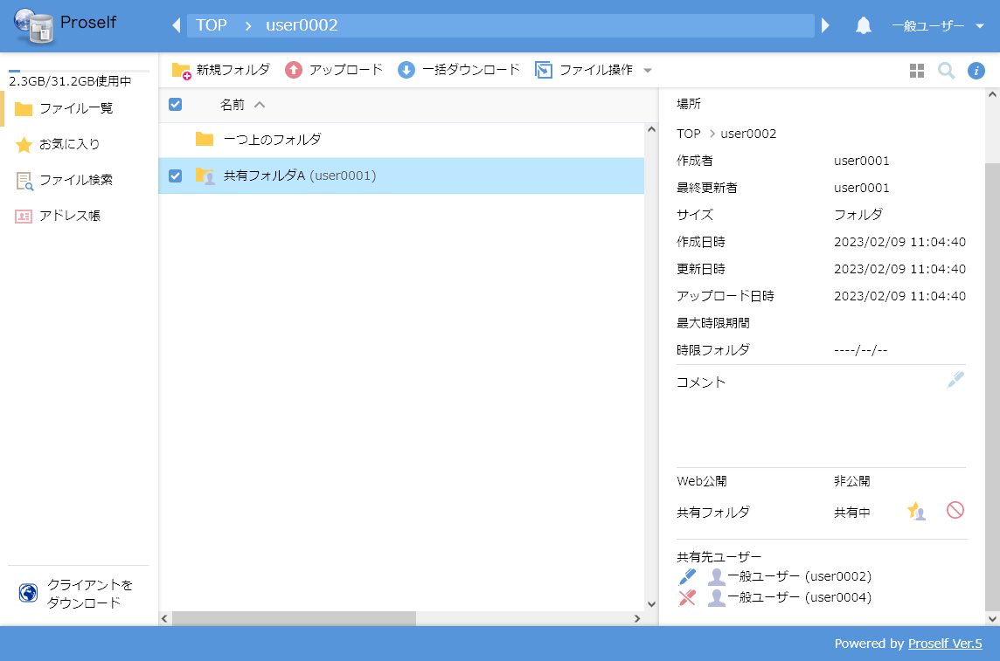 Proself
TOP > user0002
一般ユーザー
2.3GB/31.2GB使用中
ファイル一覧
お気に入り
ファイル検索
アドレス帳
クライアントを
ダウンロード
新規フォルダ アップロード 一括ダウンロード ファイル操作
名前
一つ上のフォルダ
共有フォルダA (user0001)
場所
TOP > user0002
作成者 user0001
最終更新者 user0001
サイズ フォルダ
作成日時 2023/02/09 11:04:40
更新日時 2023/02/09 11:04:40
アップロード日時 2023/02/09 11:04:40
最大時限期間
時限フォルダ ----/--/--
コメント
Web公開 非公開
共有フォルダ 共有中
共有先ユーザー
一般ユーザー (user0002)
一般ユーザー (user0004)
Powered by Proself Ver.5